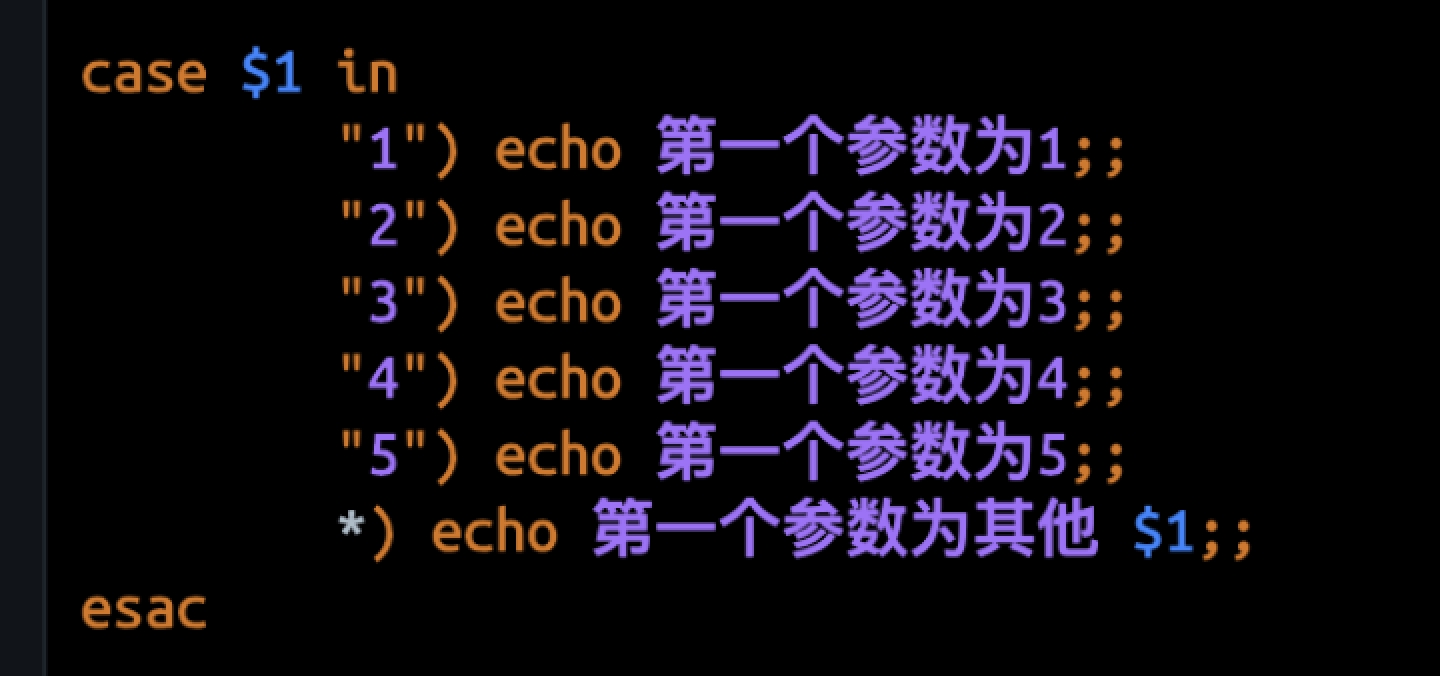 case $1 in
"1") echo 第一个参数为1;;
"2") echo 第一个参数为2;;
"3") echo 第一个参数为3;;
"4") echo 第一个参数为4;;
"5") echo 第一个参数为5;;
*) echo 第一个参数为其他 $1;;
esac